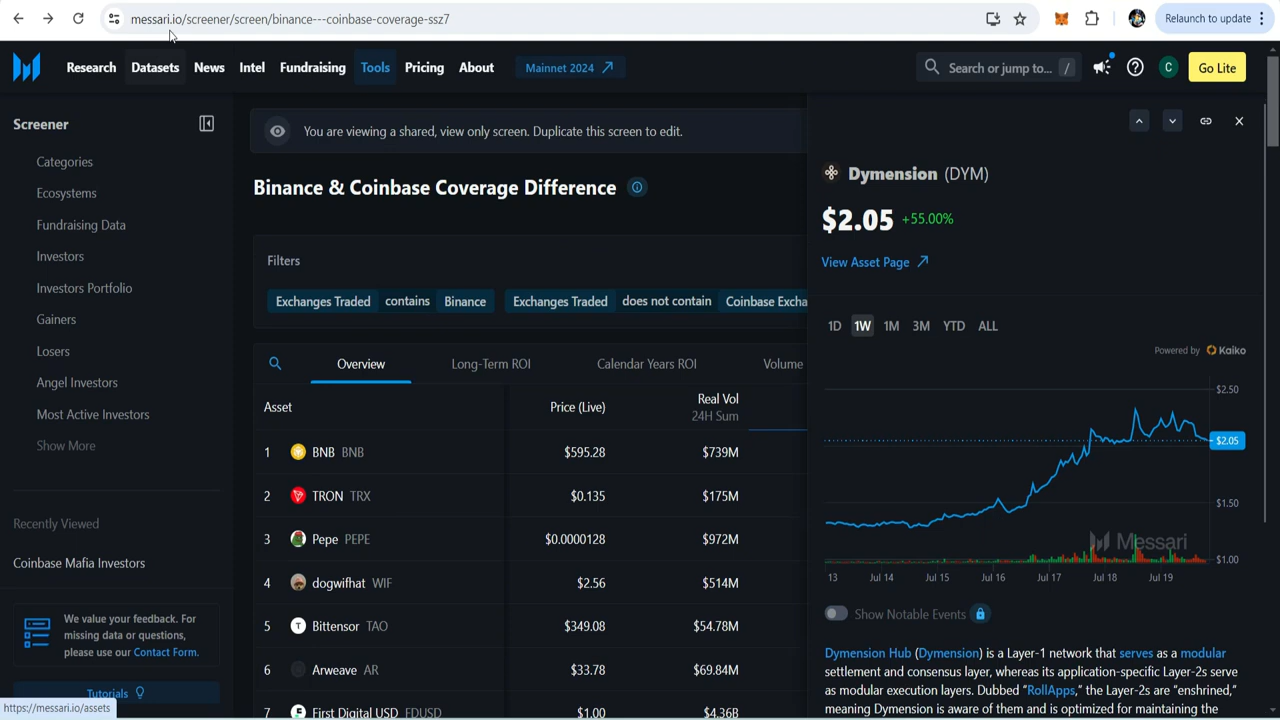 messari.io/screener/screen/binance---coinbase-coverage-ssz7
Relaunch to update
Research Datasets News Intel Fundraising Tools Pricing About Mainnet 2024
Search or jump to... /
C
Go Lite
Screener
Categories
Ecosystems
Fundraising Data
Investors
Investors Portfolio
Gainers
Losers
Angel Investors
Most Active Investors
Show More
Recently Viewed
Coinbase Mafia Investors
We value your feedback. For
missing data or questions,
please use our Contact Form.
Tutorials
https://messari.io/assets
You are viewing a shared, view only screen. Duplicate this screen to edit.
Binance & Coinbase Coverage Difference
Filters
Exchanges Traded contains Binance Exchanges Traded does not contain Coinbase Excha
Overview Long-Term ROI Calendar Years ROI Volume
Asset Price (Live) Real Vol
24H Sum
1 BNB BNB $595.28 $739M
2 TRON TRX $0.135 $175M
3 Pepe PEPE $0.0000128 $972M
4 dogwifhat WIF $2.56 $514M
5 Bittensor TAO $349.08 $54.78M
6 Arweave AR $33.78 $69.84M
7 First Digital USD FDUSD $1.00 $4.36B
Dymension (DYM)
$2.05 +55.00%
View Asset Page
1D 1W 1M 3M YTD ALL
Powered by Kaiko
$2.50
$2.05
$1.50
$1.00
Messari
13 Jul 14 Jul 15 Jul 16 Jul 17 Jul 18 Jul 19
Show Notable Events
Dymension Hub (Dymension) is a Layer-1 network that serves as a modular
settlement and consensus layer, whereas its application-specific Layer-2s serve
as modular execution layers. Dubbed “RollApps,” the Layer-2s are “enshrined,”
meaning Dymension is aware of them and is optimized for maintaining the